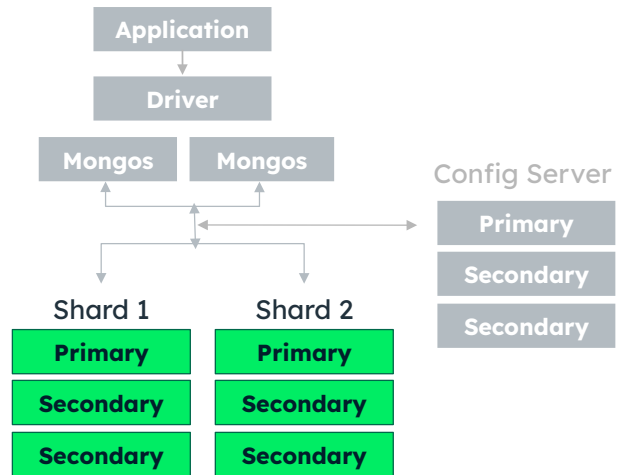 Application
Driver
Mongos
Mongos
Config Server
Primary
Secondary
Secondary
Shard 1
Shard 2
Primary
Primary
Secondary
Secondary
Secondary
Secondary